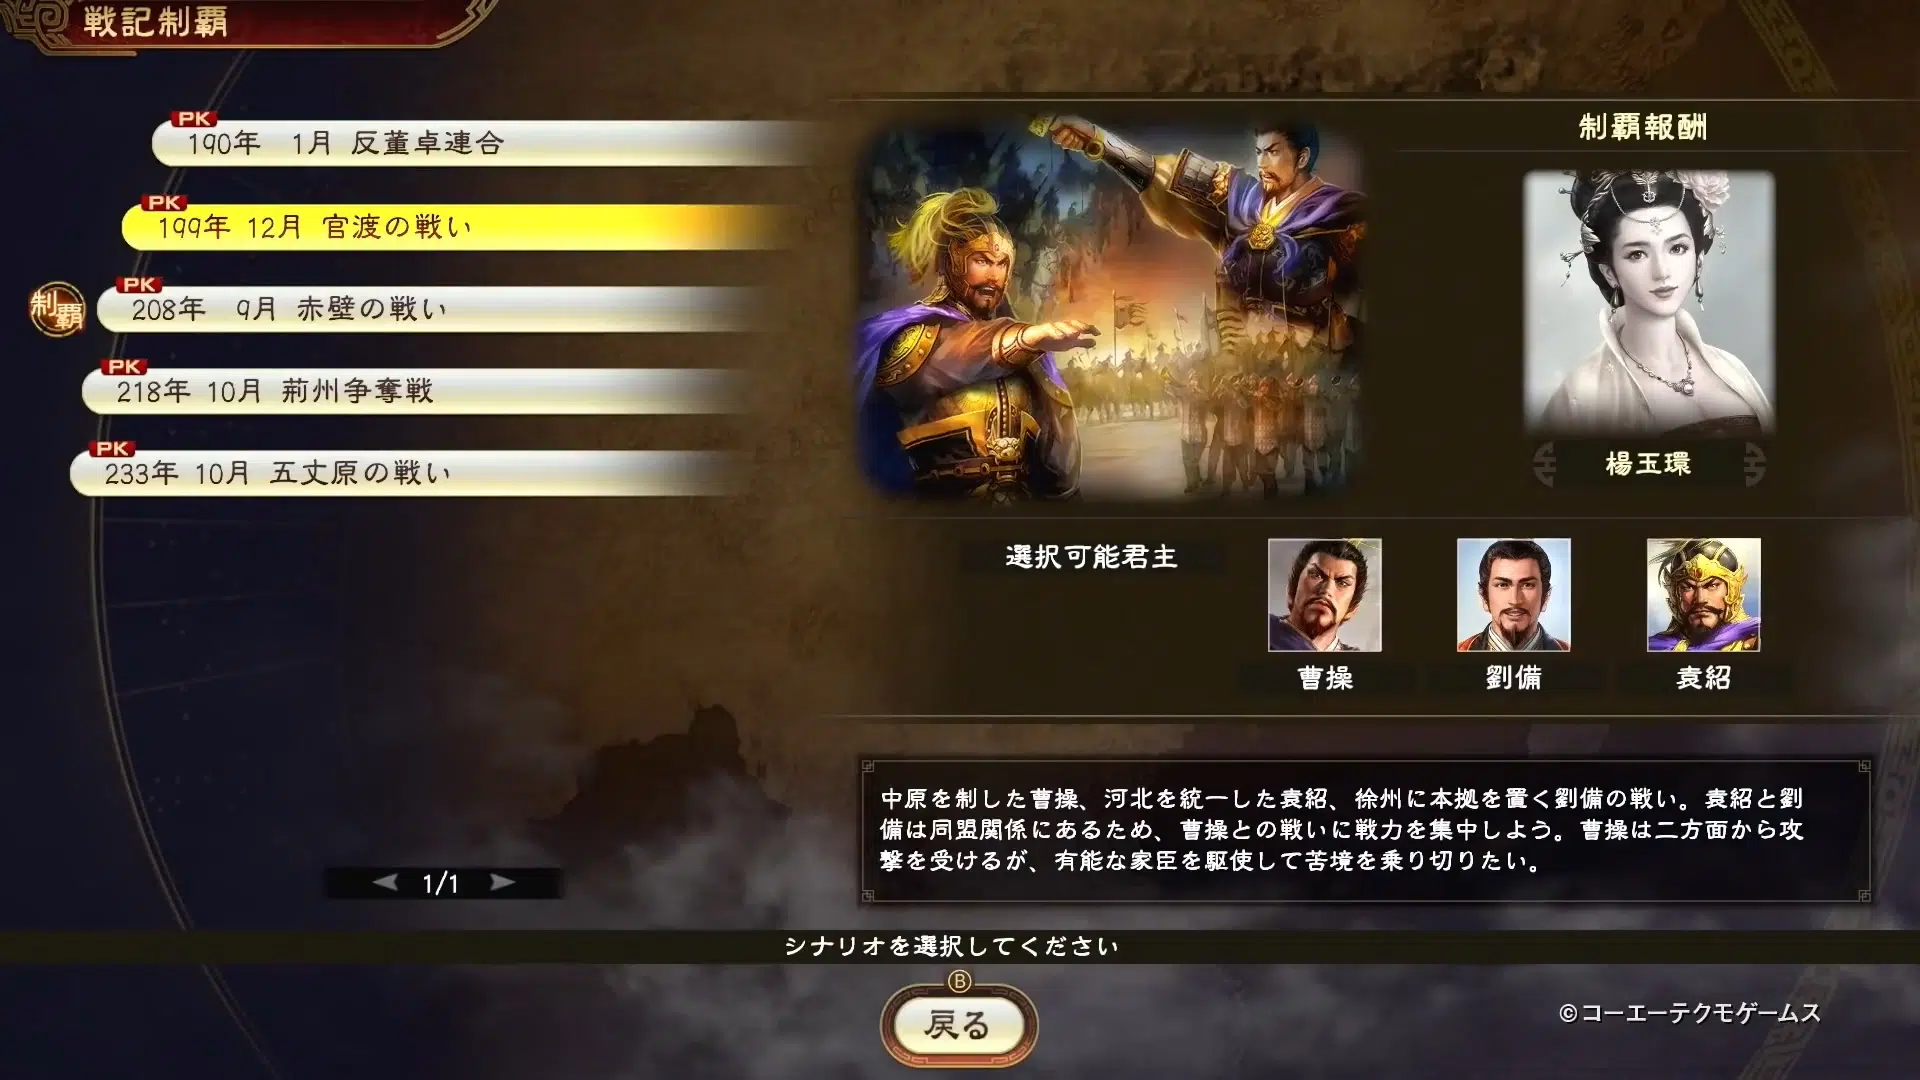 戦記制覇
PK
190年 1月 反董卓連合
PK
199年 12月 官渡の戦い
制覇
PK
208年 9月 赤壁の戦い
PK
218年 10月 荊州争奪戦
PK
233年 10月 五丈原の戦い
1/1
制覇報酬
楊玉環
選択可能君主
曹操 劉備 袁紹
中原を制した曹操、河北を統一した袁紹、徐州に本拠を置く劉備の戦い。袁紹と劉
備は同盟関係にあるため、曹操との戦いに戦力を集中しよう。曹操は二方面から攻
撃を受けるが、有能な家臣を駆使して苦境を乗り切りたい。
シナリオを選択してください
B
戻る
©コーエーテクモゲームス